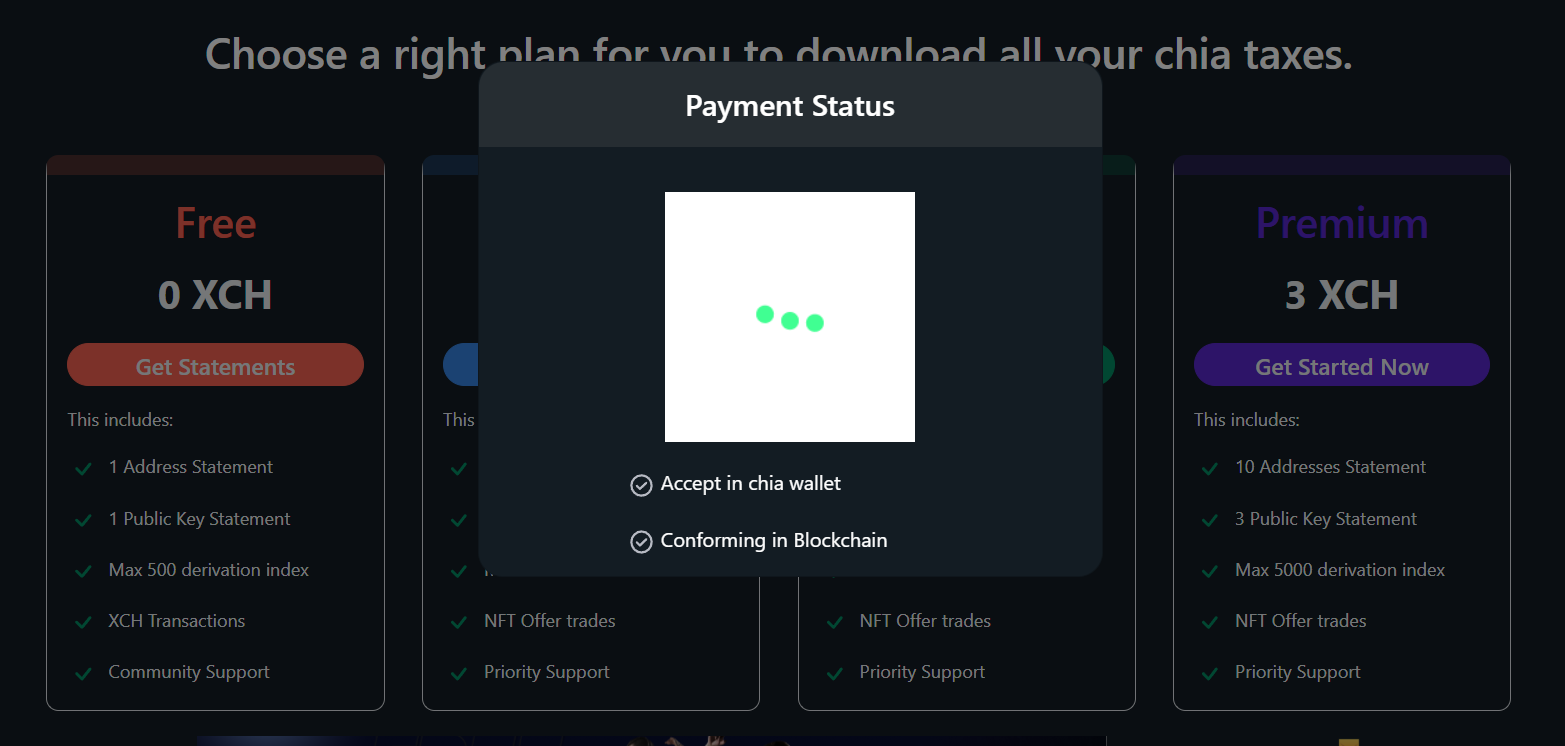 Choose a right plan for you to download all your chia taxes.
Payment Status
Accept in chia wallet
Conforming in Blockchain
Free
0 XCH
Get Statements
This includes:
1 Address Statement
1 Public Key Statement
Max 500 derivation index
XCH Transactions
Community Support
This
NFT Offer trades
Priority Support
NFT Offer trades
Priority Support
Premium
3 XCH
Get Started Now
This includes:
10 Addresses Statement
3 Public Key Statement
Max 5000 derivation index
NFT Offer trades
Priority Support